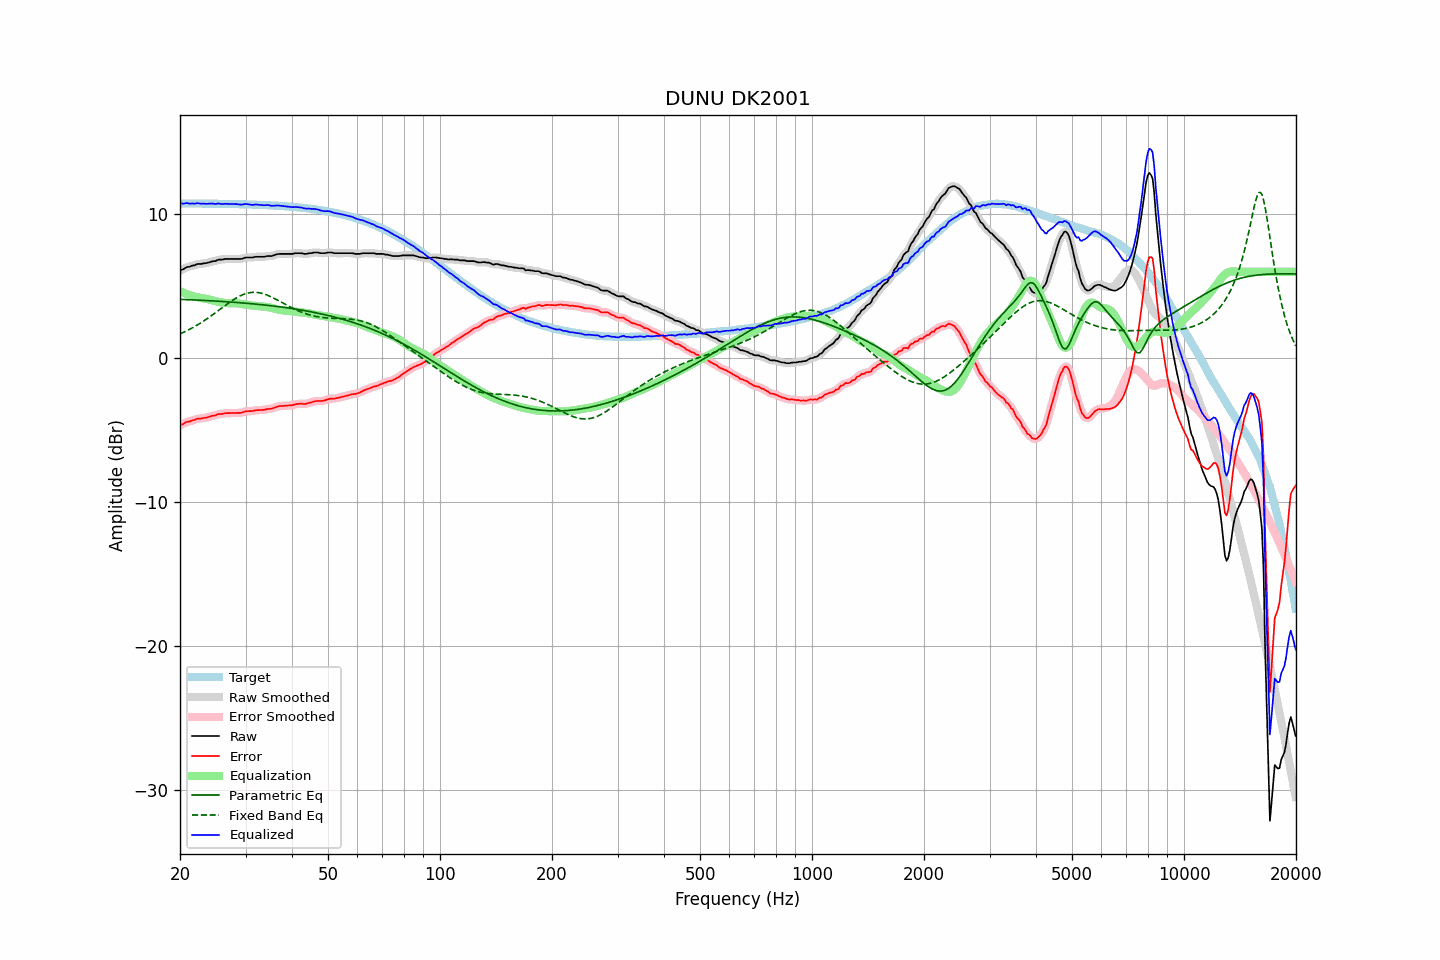 DUNU DK2001
Amplitude (dBr)
10
0
−10
−20
−30
Target
Raw Smoothed
Error Smoothed
Raw
Error
Equalization
Parametric Eq
Fixed Band Eq
Equalized
20 50 100 200 500 1000 2000 5000 10000 20000
Frequency (Hz)